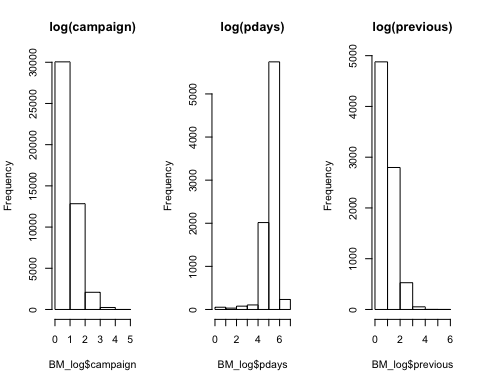 log(campaign)
Frequency
0 5000 10000 15000 20000 25000 30000
0 1 2 3 4 5
BM_log$campaign
log(pdays)
Frequency
0 1000 2000 3000 4000 5000
0 2 4 6
BM_log$pdays
log(previous)
Frequency
0 1000 2000 3000 4000 5000
0 2 4 6
BM_log$previous